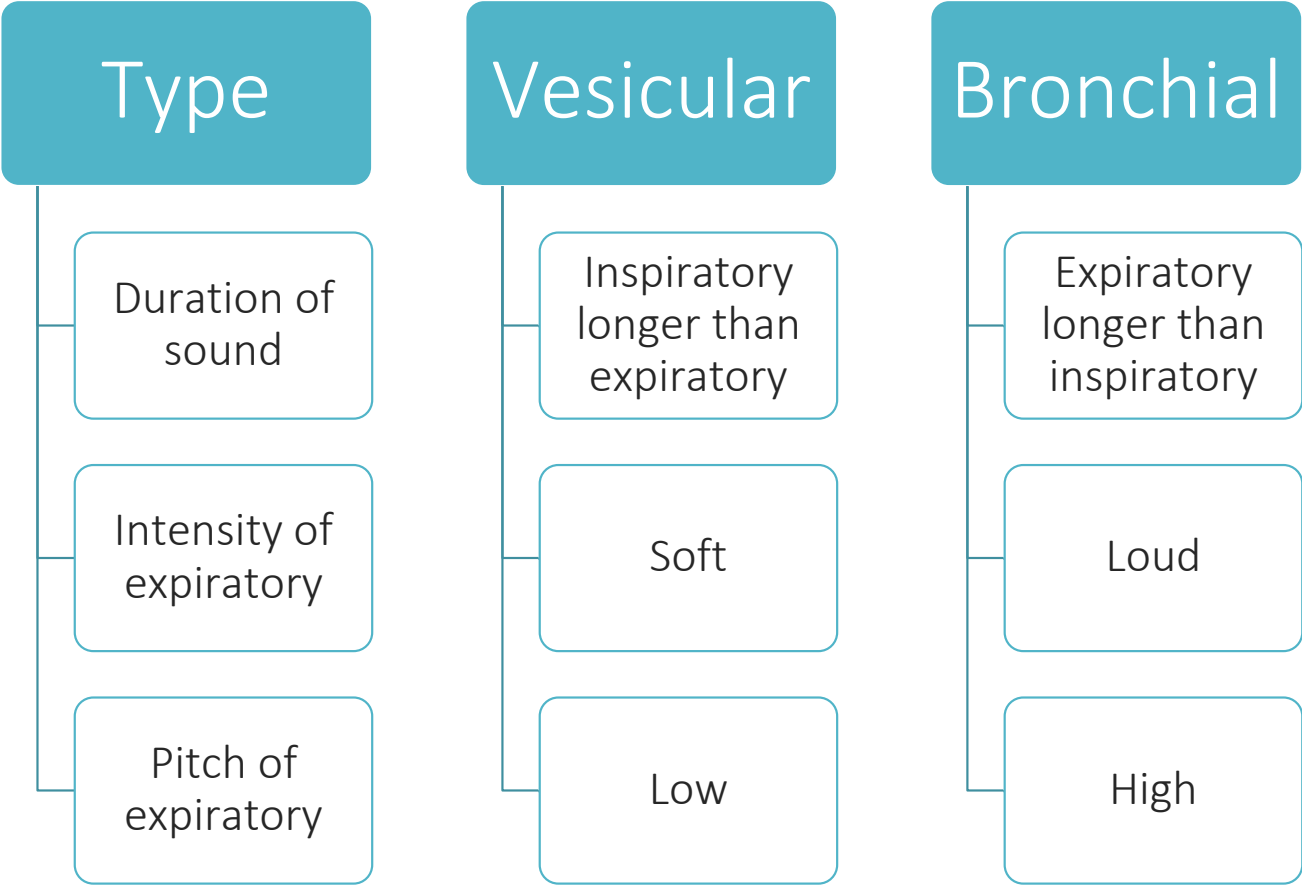 Type
Duration of
sound
Intensity of
expiratory
Pitch of
expiratory
Vesicular
Inspiratory
longer than
expiratory
Soft
Low
Bronchial
Expiratory
longer than
inspiratory
Loud
High